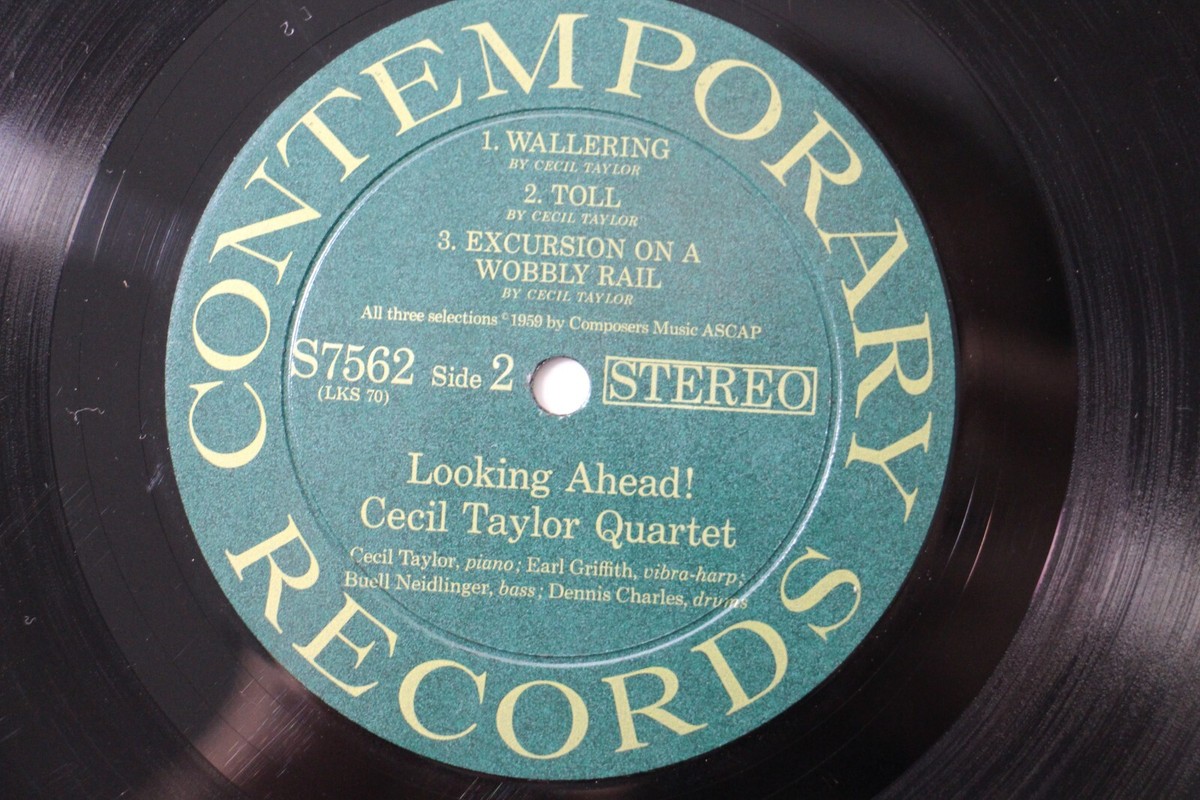 CONTEMPORARY
1. WALLERING
BY CECIL TAYLOR
2. TOLL
BY CECIL TAYLOR
3. EXCURSION ON A
WOBBLY RAIL
BY CECIL TAYLOR
All three selections ©1959 by Composers Music ASCAP
S7562 Side 2 STEREO
(LKS 70)
Looking Ahead!
Cecil Taylor Quartet
Cecil Taylor, piano; Earl Griffith, vibra-harp;
Buell Neidlinger, bass; Dennis Charles, drums
RECORDS